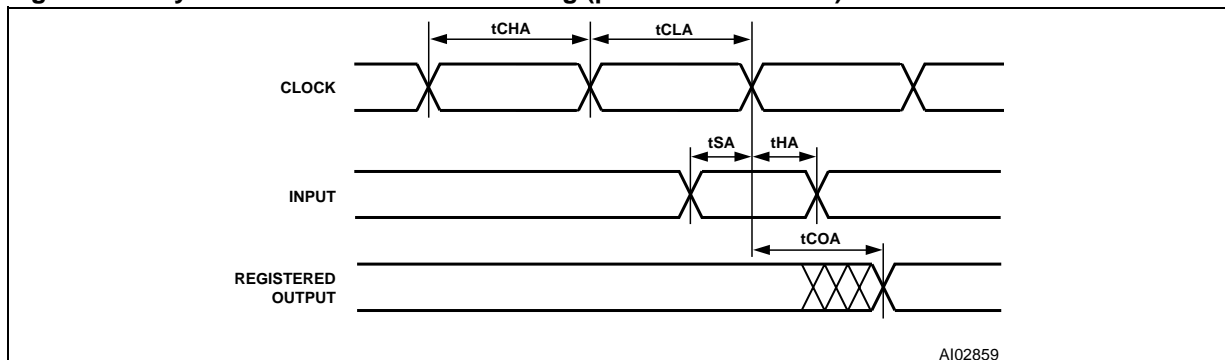 tCHA tCLA
CLOCK
tSA tHA
INPUT
tCOA
REGISTERED
OUTPUT
AI02859